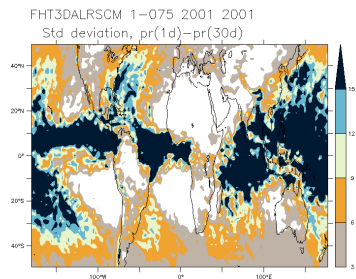 FHT3DALRSCM 1-075 2001 2001
Std deviation, pr(1d)-pr(30d)
40°N
20°N
0°
20°S
40°S
100°W
0°
100°E
15
12
9
6
3